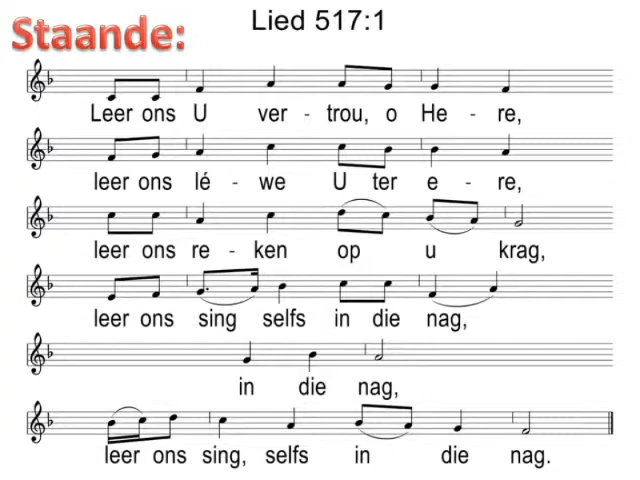 Staande:
Lied 517:1
Leer ons U ver - trou, o He - re,
leer ons lé - we U ter e - re,
leer ons re - ken op u krag,
leer ons sing selfs in die nag,
in die nag,
leer ons sing, selfs in die nag.